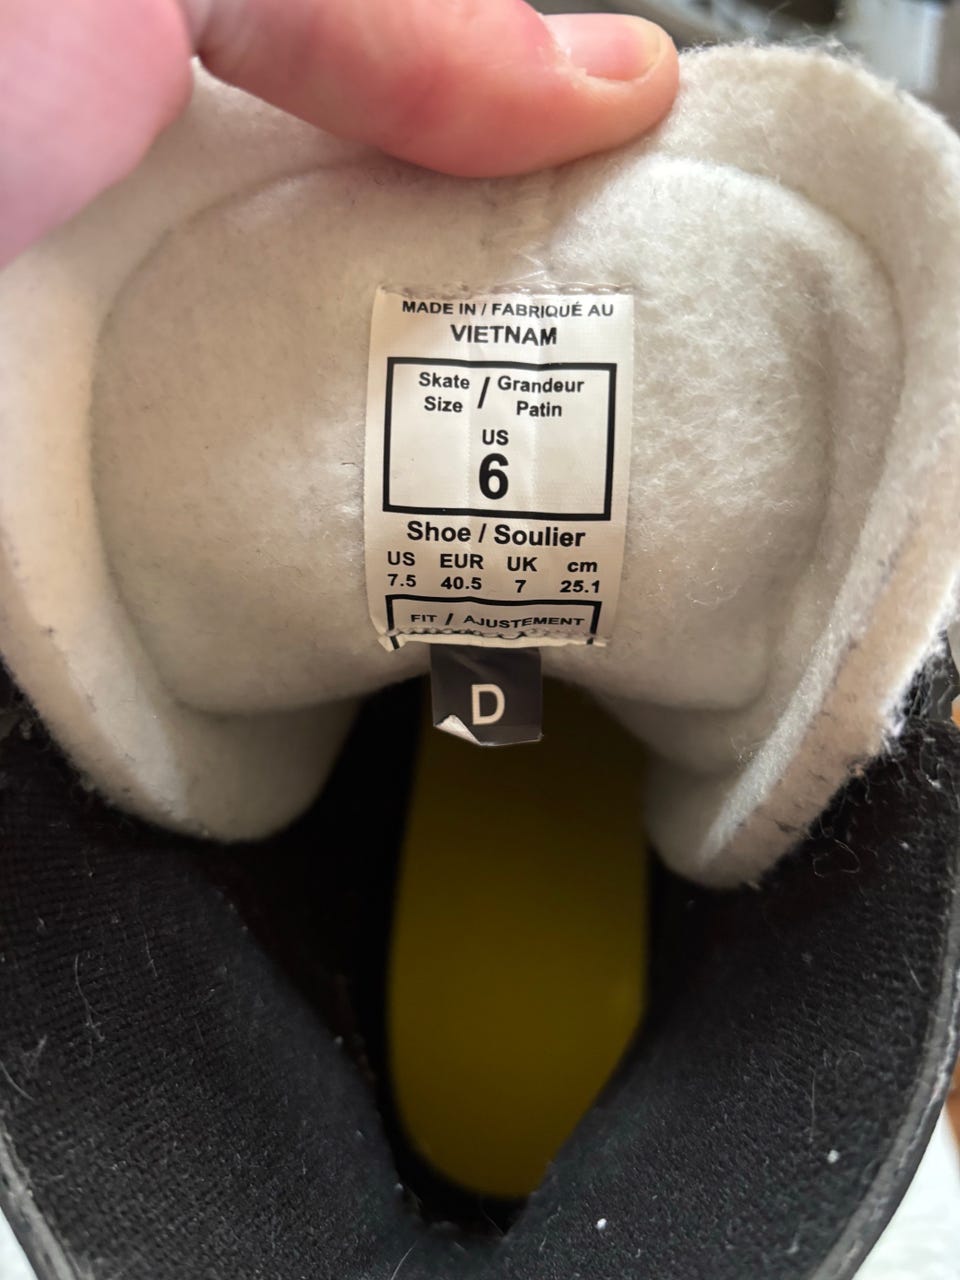 MADE IN / FABRIQUÉ AU
VIETNAM
Skate Size / Grandeur Patin
US
6
Shoe / Soulier
US EUR UK cm
7.5 40.5 7 25.1
FIT / AJUSTEMENT
D